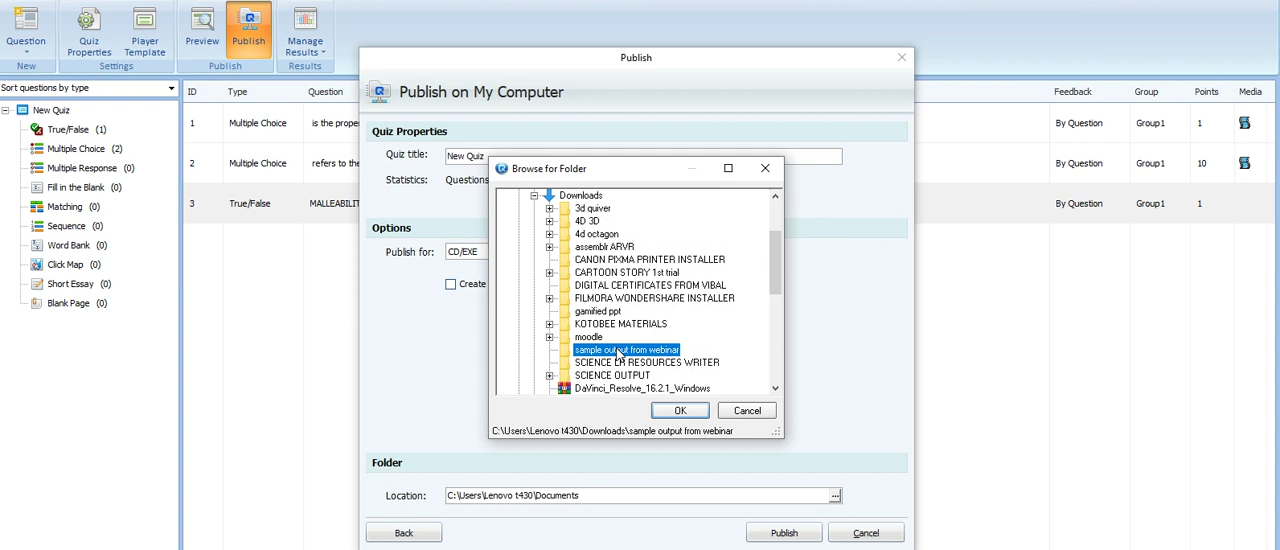 Question
Quiz Properties
Player Template
Preview
Publish
Manage Results
New
Settings
Publish
Results
Sort questions by type
New Quiz
True/False (1)
Multiple Choice (2)
Multiple Response (0)
Fill in the Blank (0)
Matching (0)
Sequence (0)
Word Bank (0)
Click Map (0)
Short Essay (0)
Blank Page (0)
ID Type Question Feedback Group Points Media
1 Multiple Choice is the prope By Question Group1 1
2 Multiple Choice refers to the By Question Group1 10
3 True/False MALLEABILIT By Question Group1 1
Publish
Publish on My Computer
Quiz Properties
Quiz title: New Quiz
Statistics: Questions
Options
Publish for: CD/EXE
Create
Browse for Folder
Downloads
3d quiver
4D 3D
4d octagon
assemblr ARVR
CANON PIXMA PRINTER INSTALLER
CARTOON STORY 1st trial
DIGITAL CERTIFICATES FROM VIBAL
FILMORA WONDERSHARE INSTALLER
gamified ppt
KOTOBEE MATERIALS
moodle
sample output from webinar
SCIENCE LR RESOURCES WRITER
SCIENCE OUTPUT
DaVinci_Resolve_16.2.1_Windows
OK Cancel
C:\Users\Lenovo t430\Downloads\sample output from webinar
Folder
Location: C:\Users\Lenovo t430\Documents ...
Back Publish Cancel